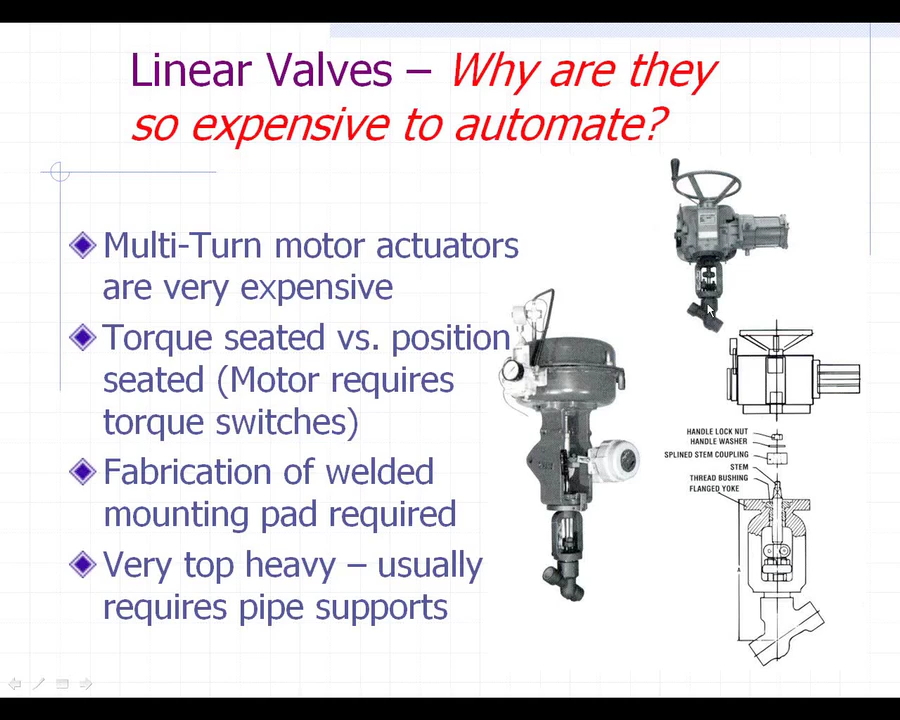 Linear Valves – Why are they
so expensive to automate?
Multi-Turn motor actuators
are very expensive
Torque seated vs. position
seated (Motor requires
torque switches)
Fabrication of welded
mounting pad required
Very top heavy – usually
requires pipe supports
HANDLE LOCK NUT
HANDLE WASHER
SPLINED STEM COUPLING
STEM
THREAD BUSHING
FLANGED YOKE
A